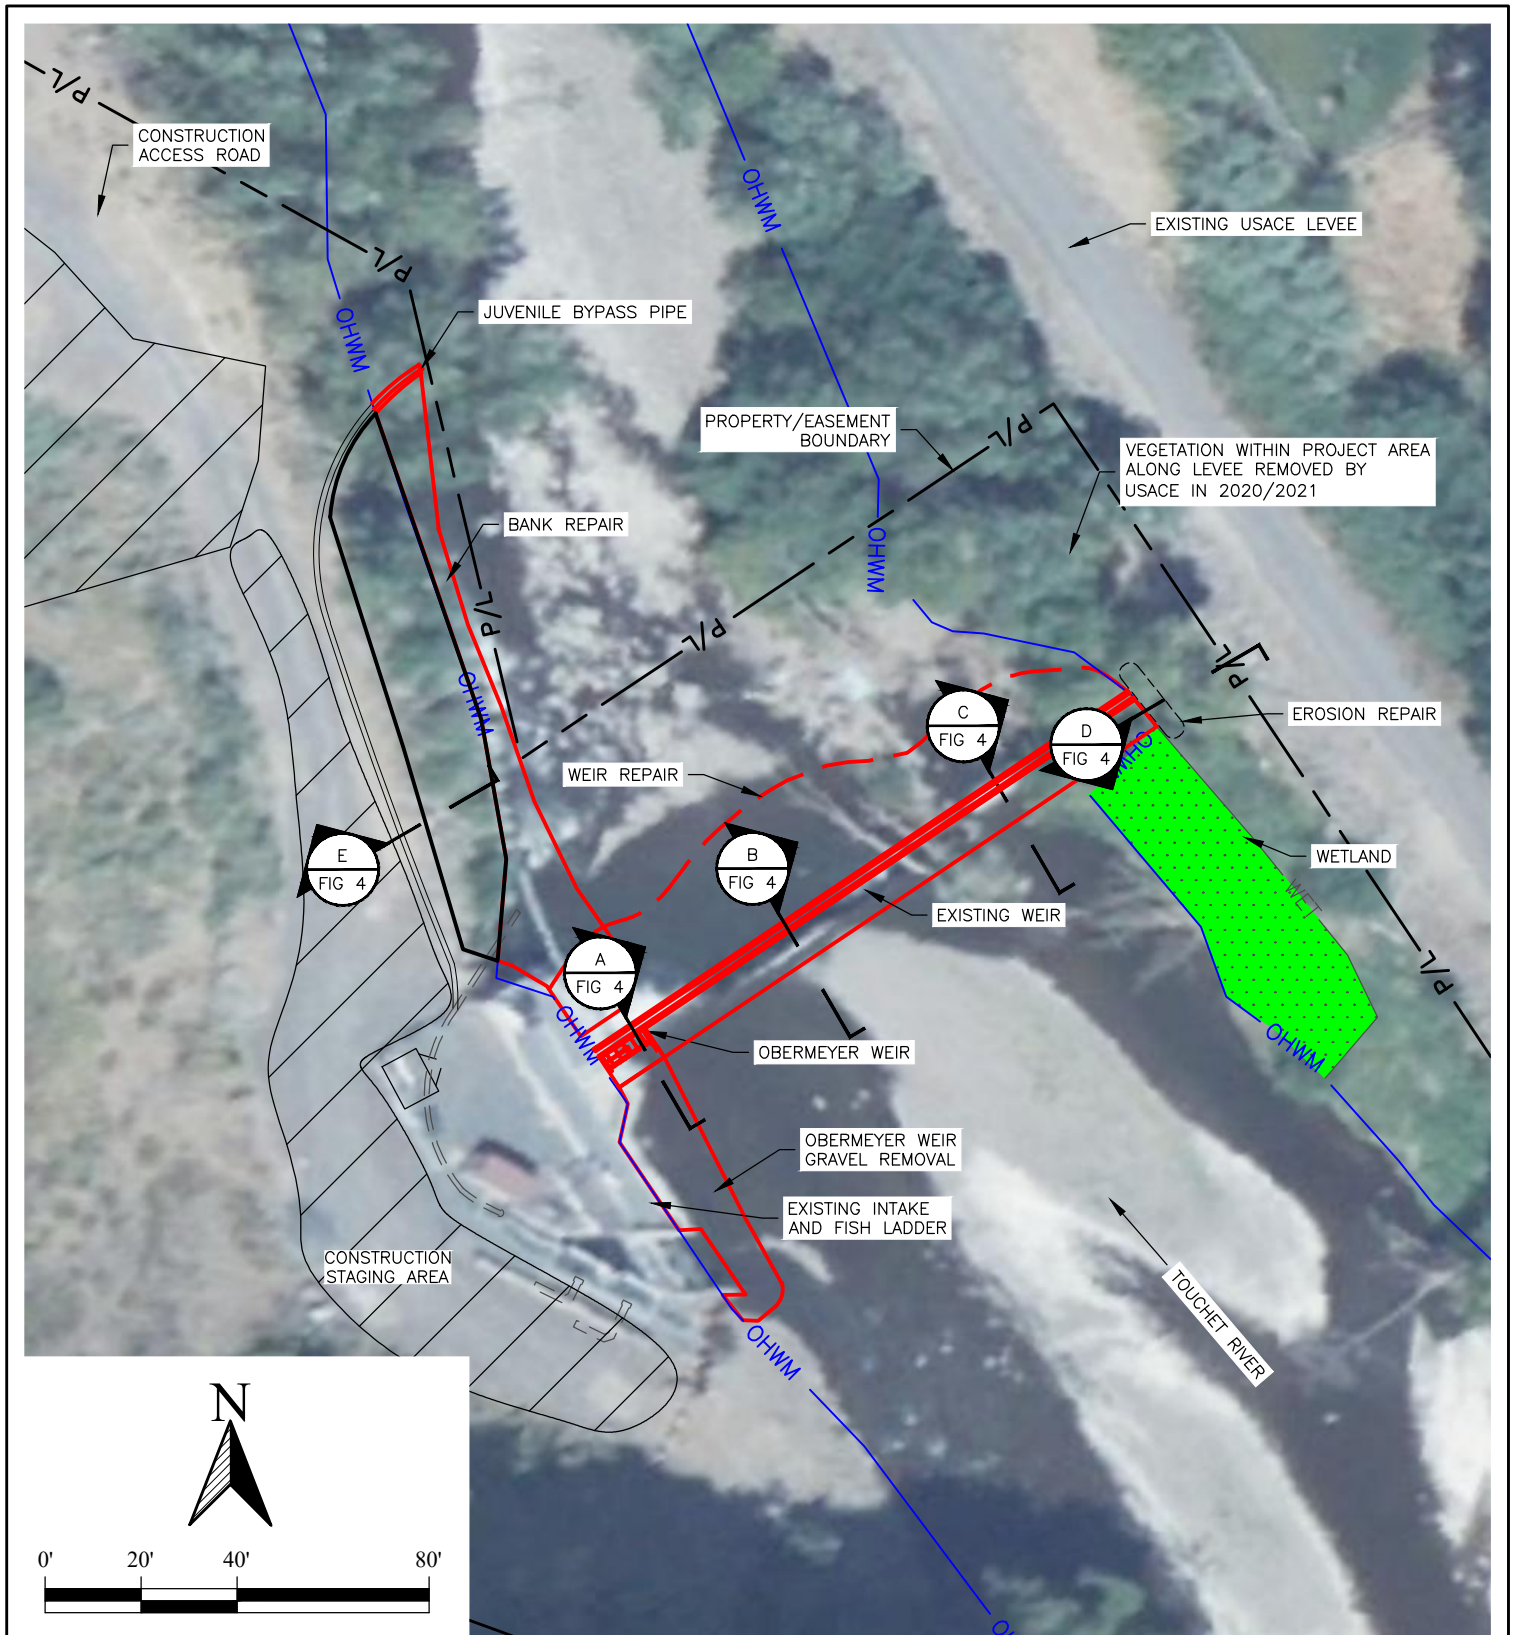 P/L
CONSTRUCTION
ACCESS ROAD
OHWM
EXISTING USACE LEVEE
P/L
JUVENILE BYPASS PIPE
OHWM
PROPERTY/EASEMENT
BOUNDARY
P/L
VEGETATION WITHIN PROJECT AREA
ALONG LEVEE REMOVED BY
USACE IN 2020/2021
BANK REPAIR
OHWM
P/L
P/L
P/L
OHWM
C
FIG 4
D
FIG 4
EROSION REPAIR
OHWM
WEIR REPAIR
E
FIG 4
B
FIG 4
WETLAND
WET
EXISTING WEIR
A
FIG 4
P/L
OHWM
OBERMEYER WEIR
OHWM
OBERMEYER WEIR
GRAVEL REMOVAL
EXISTING INTAKE
AND FISH LADDER
CONSTRUCTION
STAGING AREA
TOUCHET RIVER
OHWM
N
0' 20' 40' 80'